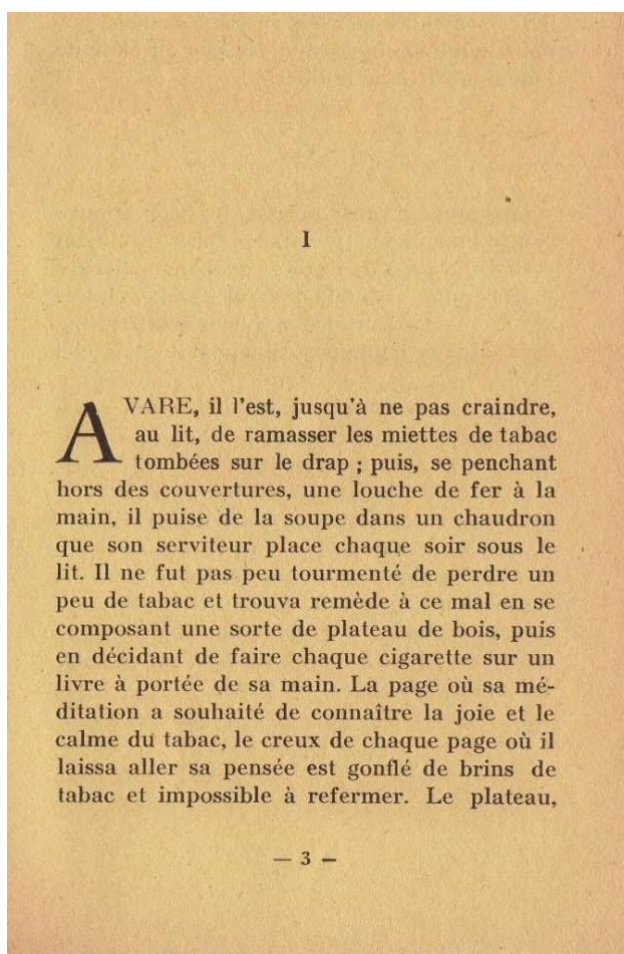 I
AVARE, il l'est, jusqu'à ne pas craindre,
au lit, de ramasser les miettes de tabac
tombées sur le drap ; puis, se penchant
hors des couvertures, une louche de fer à la
main, il puise de la soupe dans un chaudron
que son serviteur place chaque soir sous le
lit. Il ne fut pas peu tourmenté de perdre un
peu de tabac et trouva remède à ce mal en se
composant une sorte de plateau de bois, puis
en décidant de faire chaque cigarette sur un
livre à portée de sa main. La page où sa mé-
ditation a souhaité de connaître la joie et le
calme du tabac, le creux de chaque page où il
laissa aller sa pensée est gonflé de brins de
tabac et impossible à refermer. Le plateau,
— 3 —